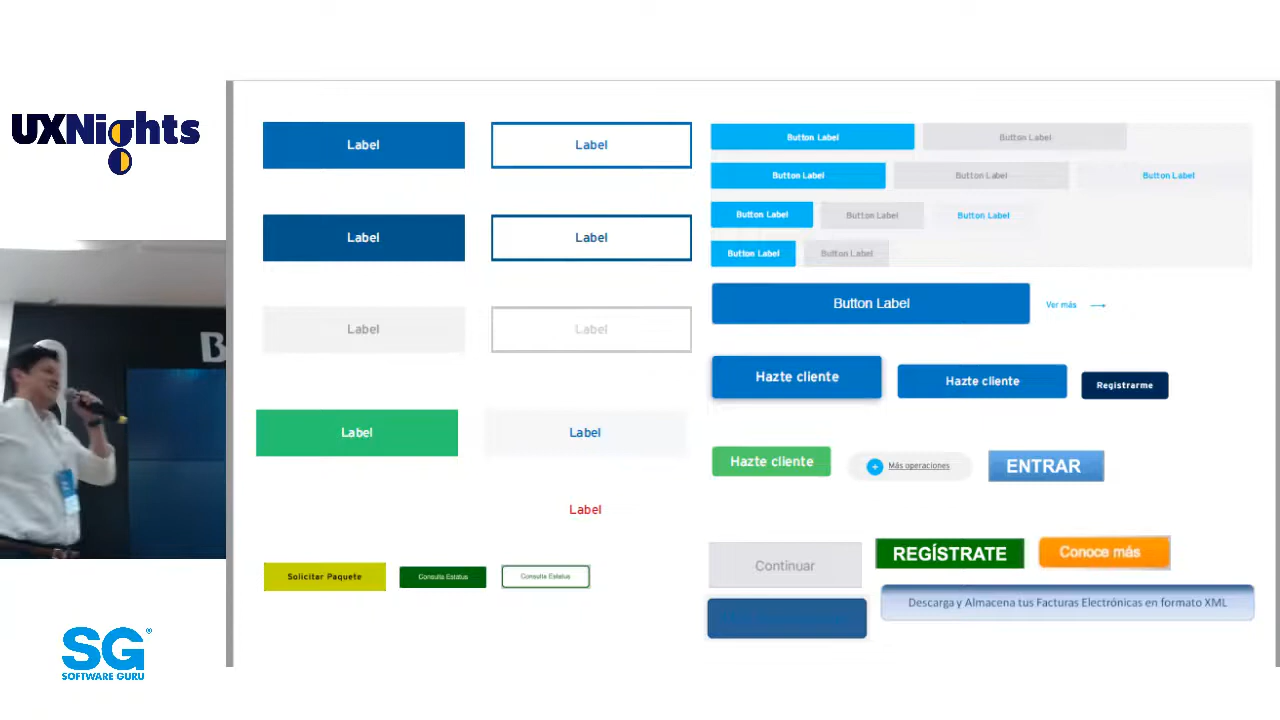 UXNights
Label
Label
Label
Label
Label
Label
Label
Label
Label
Solicitar Paquete
Consulta Estatus
Consulta Estatus
Button Label
Button Label
Button Label
Button Label
Button Label
Button Label
Button Label
Button Label
Button Label
Button Label
Button Label
Ver más
Hazte cliente
Hazte cliente
Registrarme
Hazte cliente
Más operaciones
ENTRAR
Continuar
REGÍSTRATE
Conoce más
Descarga y Almacena tus Facturas Electrónicas en formato XML
B
SG®
SOFTWARE GURU